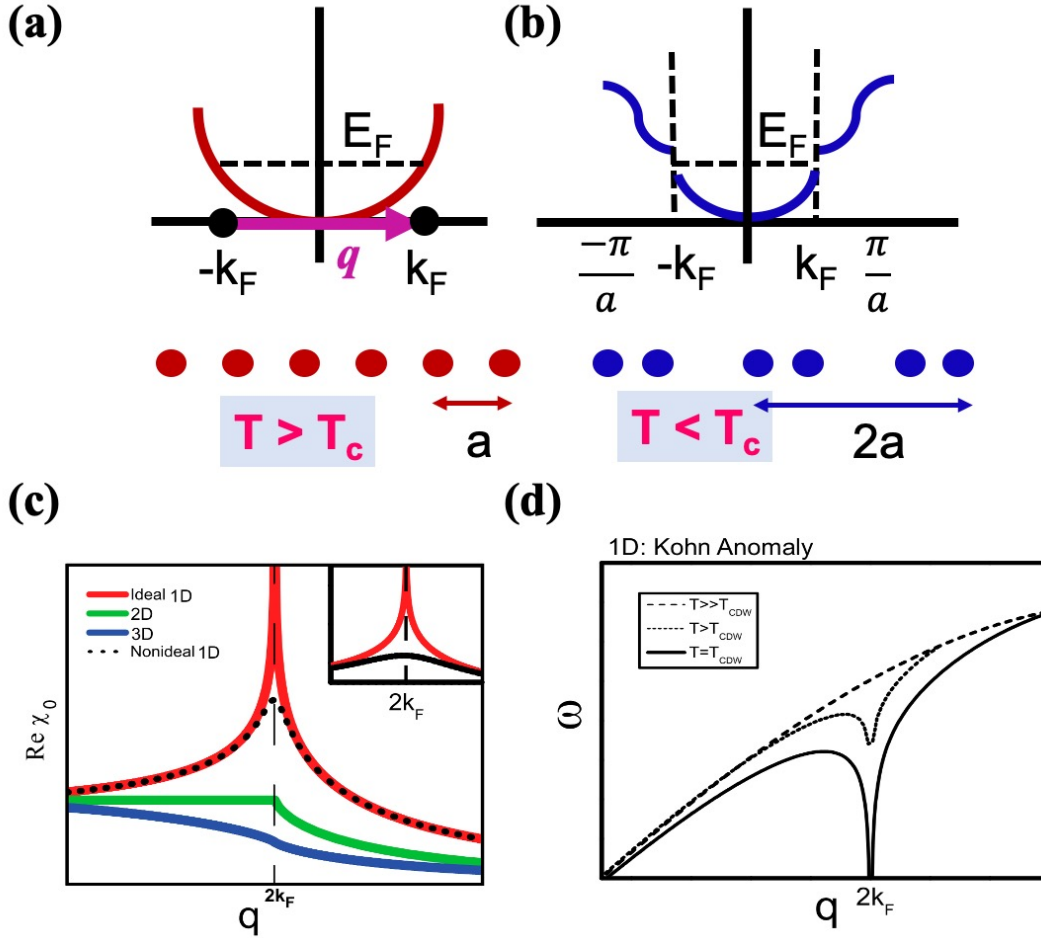 (a)
E_F
q
-k_F
k_F
T > T_c
a
(b)
E_F
-π/a
-k_F
k_F
π/a
T < T_c
2a
(c)
Ideal 1D
2D
3D
Nonideal 1D
2k_F
Re χ_0
q
2k_F
(d)
1D: Kohn Anomaly
T>>T_CDW
T>T_CDW
T=T_CDW
ω
q
2k_F